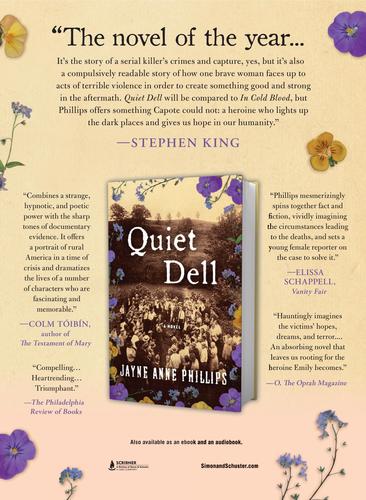 “The novel of the year...
It’s the story of a serial killer’s crimes and capture, yes, but it’s also
a compulsively readable story of how one brave woman faces up to
acts of terrible violence in order to create something good and strong
in the aftermath. Quiet Dell will be compared to In Cold Blood, but
Phillips offers something Capote could not: a heroine who lights up
the dark places and gives us hope in our humanity.”
—STEPHEN KING
“Combines a strange,
hypnotic, and poetic
power with the sharp
tones of documentary
evidence. It offers
a portrait of rural
America in a time of
crisis and dramatizes
the lives of a number
of characters who are
fascinating and
memorable.”
—COLM TÓIBÍN,
author of
The Testament of Mary
“Compelling...
Heartrending...
Triumphant.”
—The Philadelphia
Review of Books
Quiet
Dell
A NOVEL
JAYNE ANNE PHILLIPS
“Phillips mesmerizingly
spins together fact and
fiction, vividly imagining
the circumstances leading
to the deaths, and sets a
young female reporter on
the case to solve it.”
—ELISSA
SCHAPPELL,
Vanity Fair
“Hauntingly imagines
the victims’ hopes,
dreams, and terror...
An absorbing novel that
leaves us rooting for the
heroine Emily becomes.”
—O, The Oprah Magazine
Also available as an ebook and an audiobook.
SCRIBNER
SimonandSchuster.com